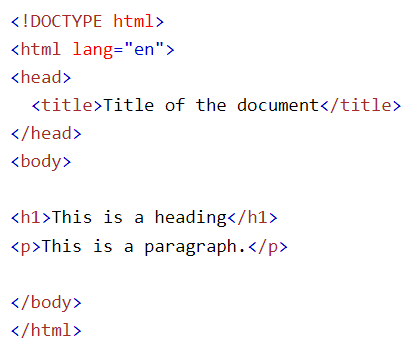 <!DOCTYPE html>
<html lang="en">
<head>
  <title>Title of the document</title>
</head>
<body>

<h1>This is a heading</h1>
<p>This is a paragraph.</p>

</body>
</html>